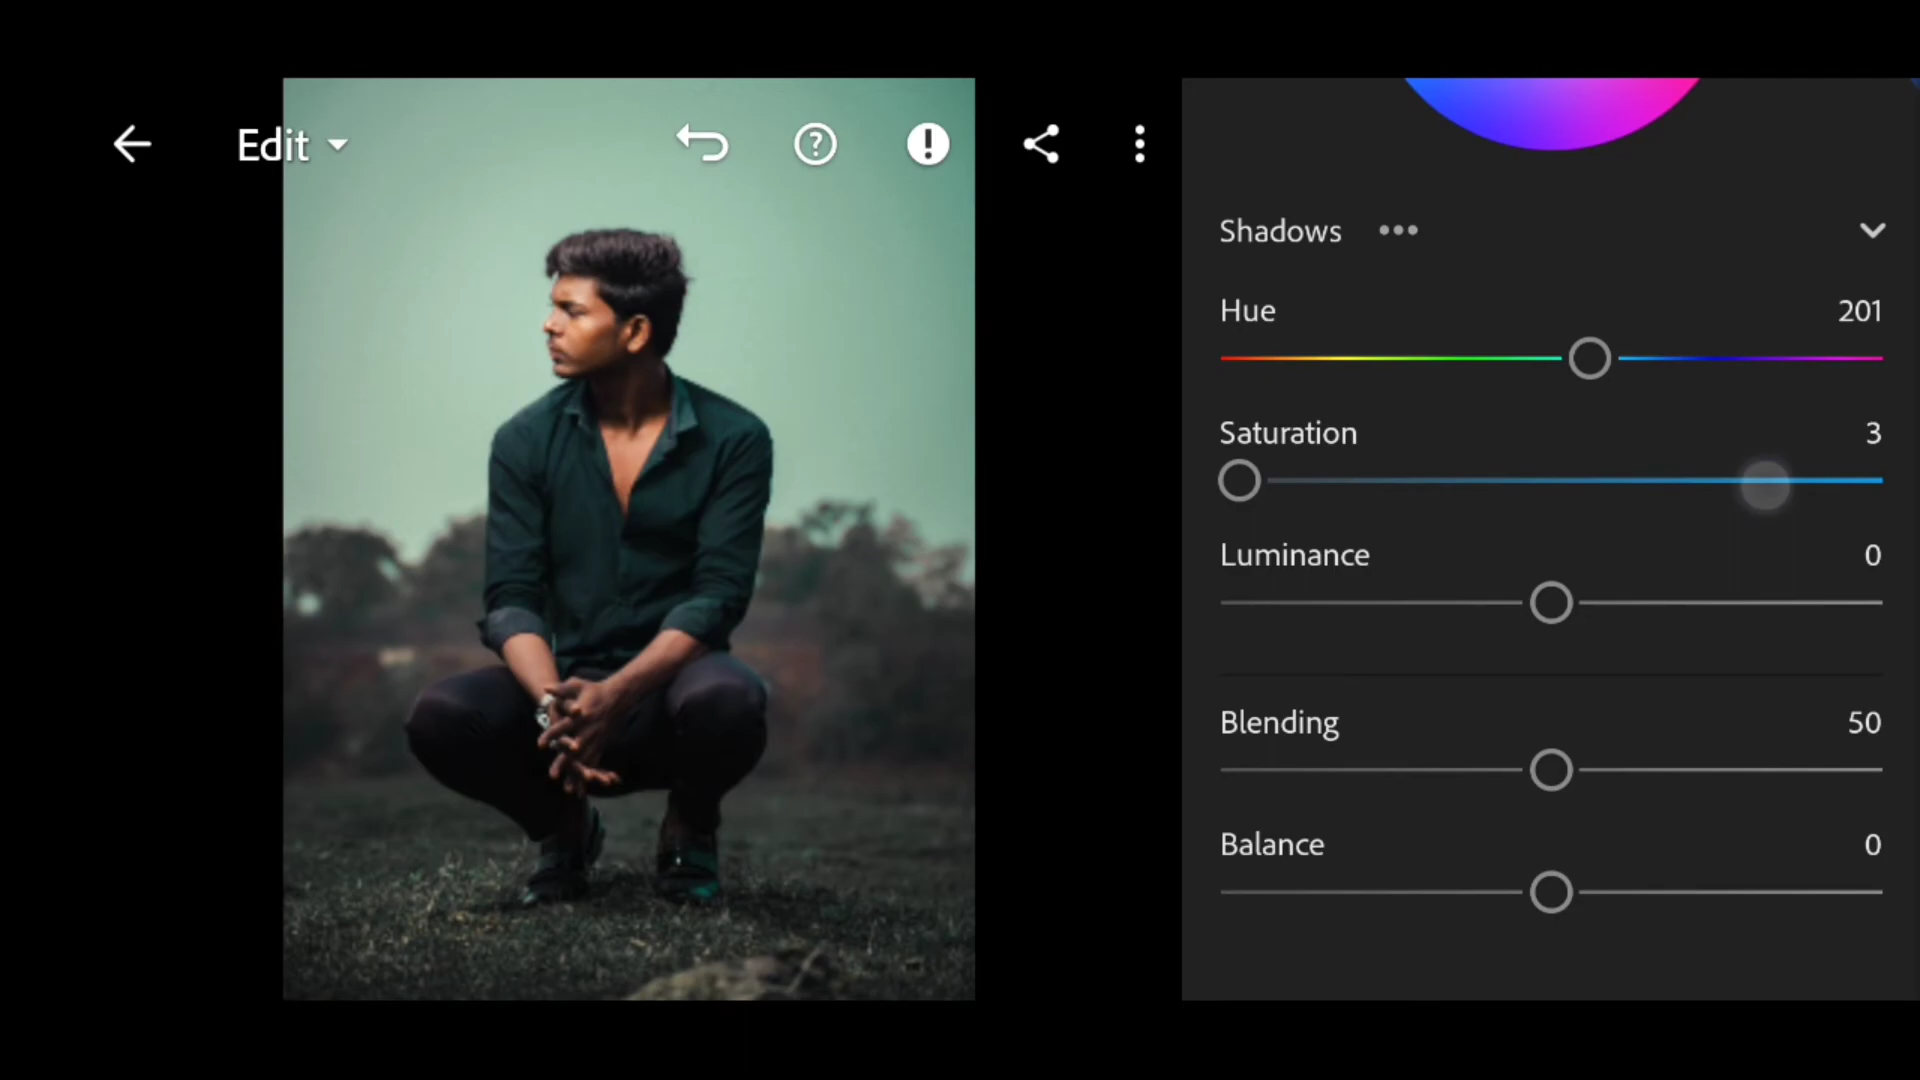 Edit
Shadows
Hue 201
Saturation 3
Luminance 0
Blending 50
Balance 0